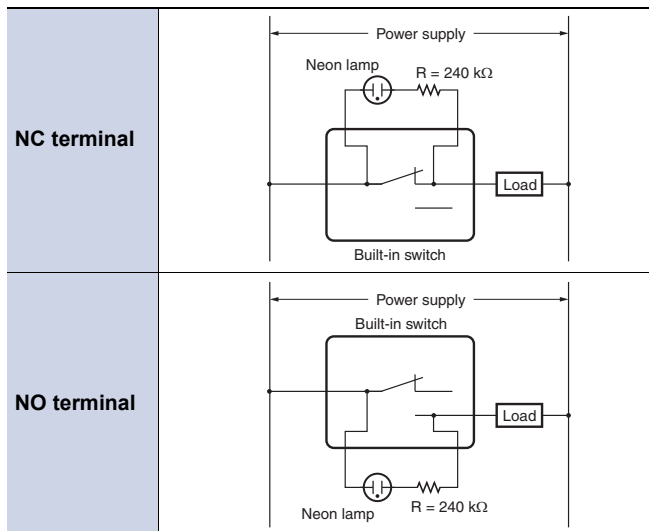 Power supply
Neon lamp
R = 240 kΩ
NC terminal
Load
Built-in switch
Power supply
Built-in switch
NO terminal
Load
Neon lamp
R = 240 kΩ